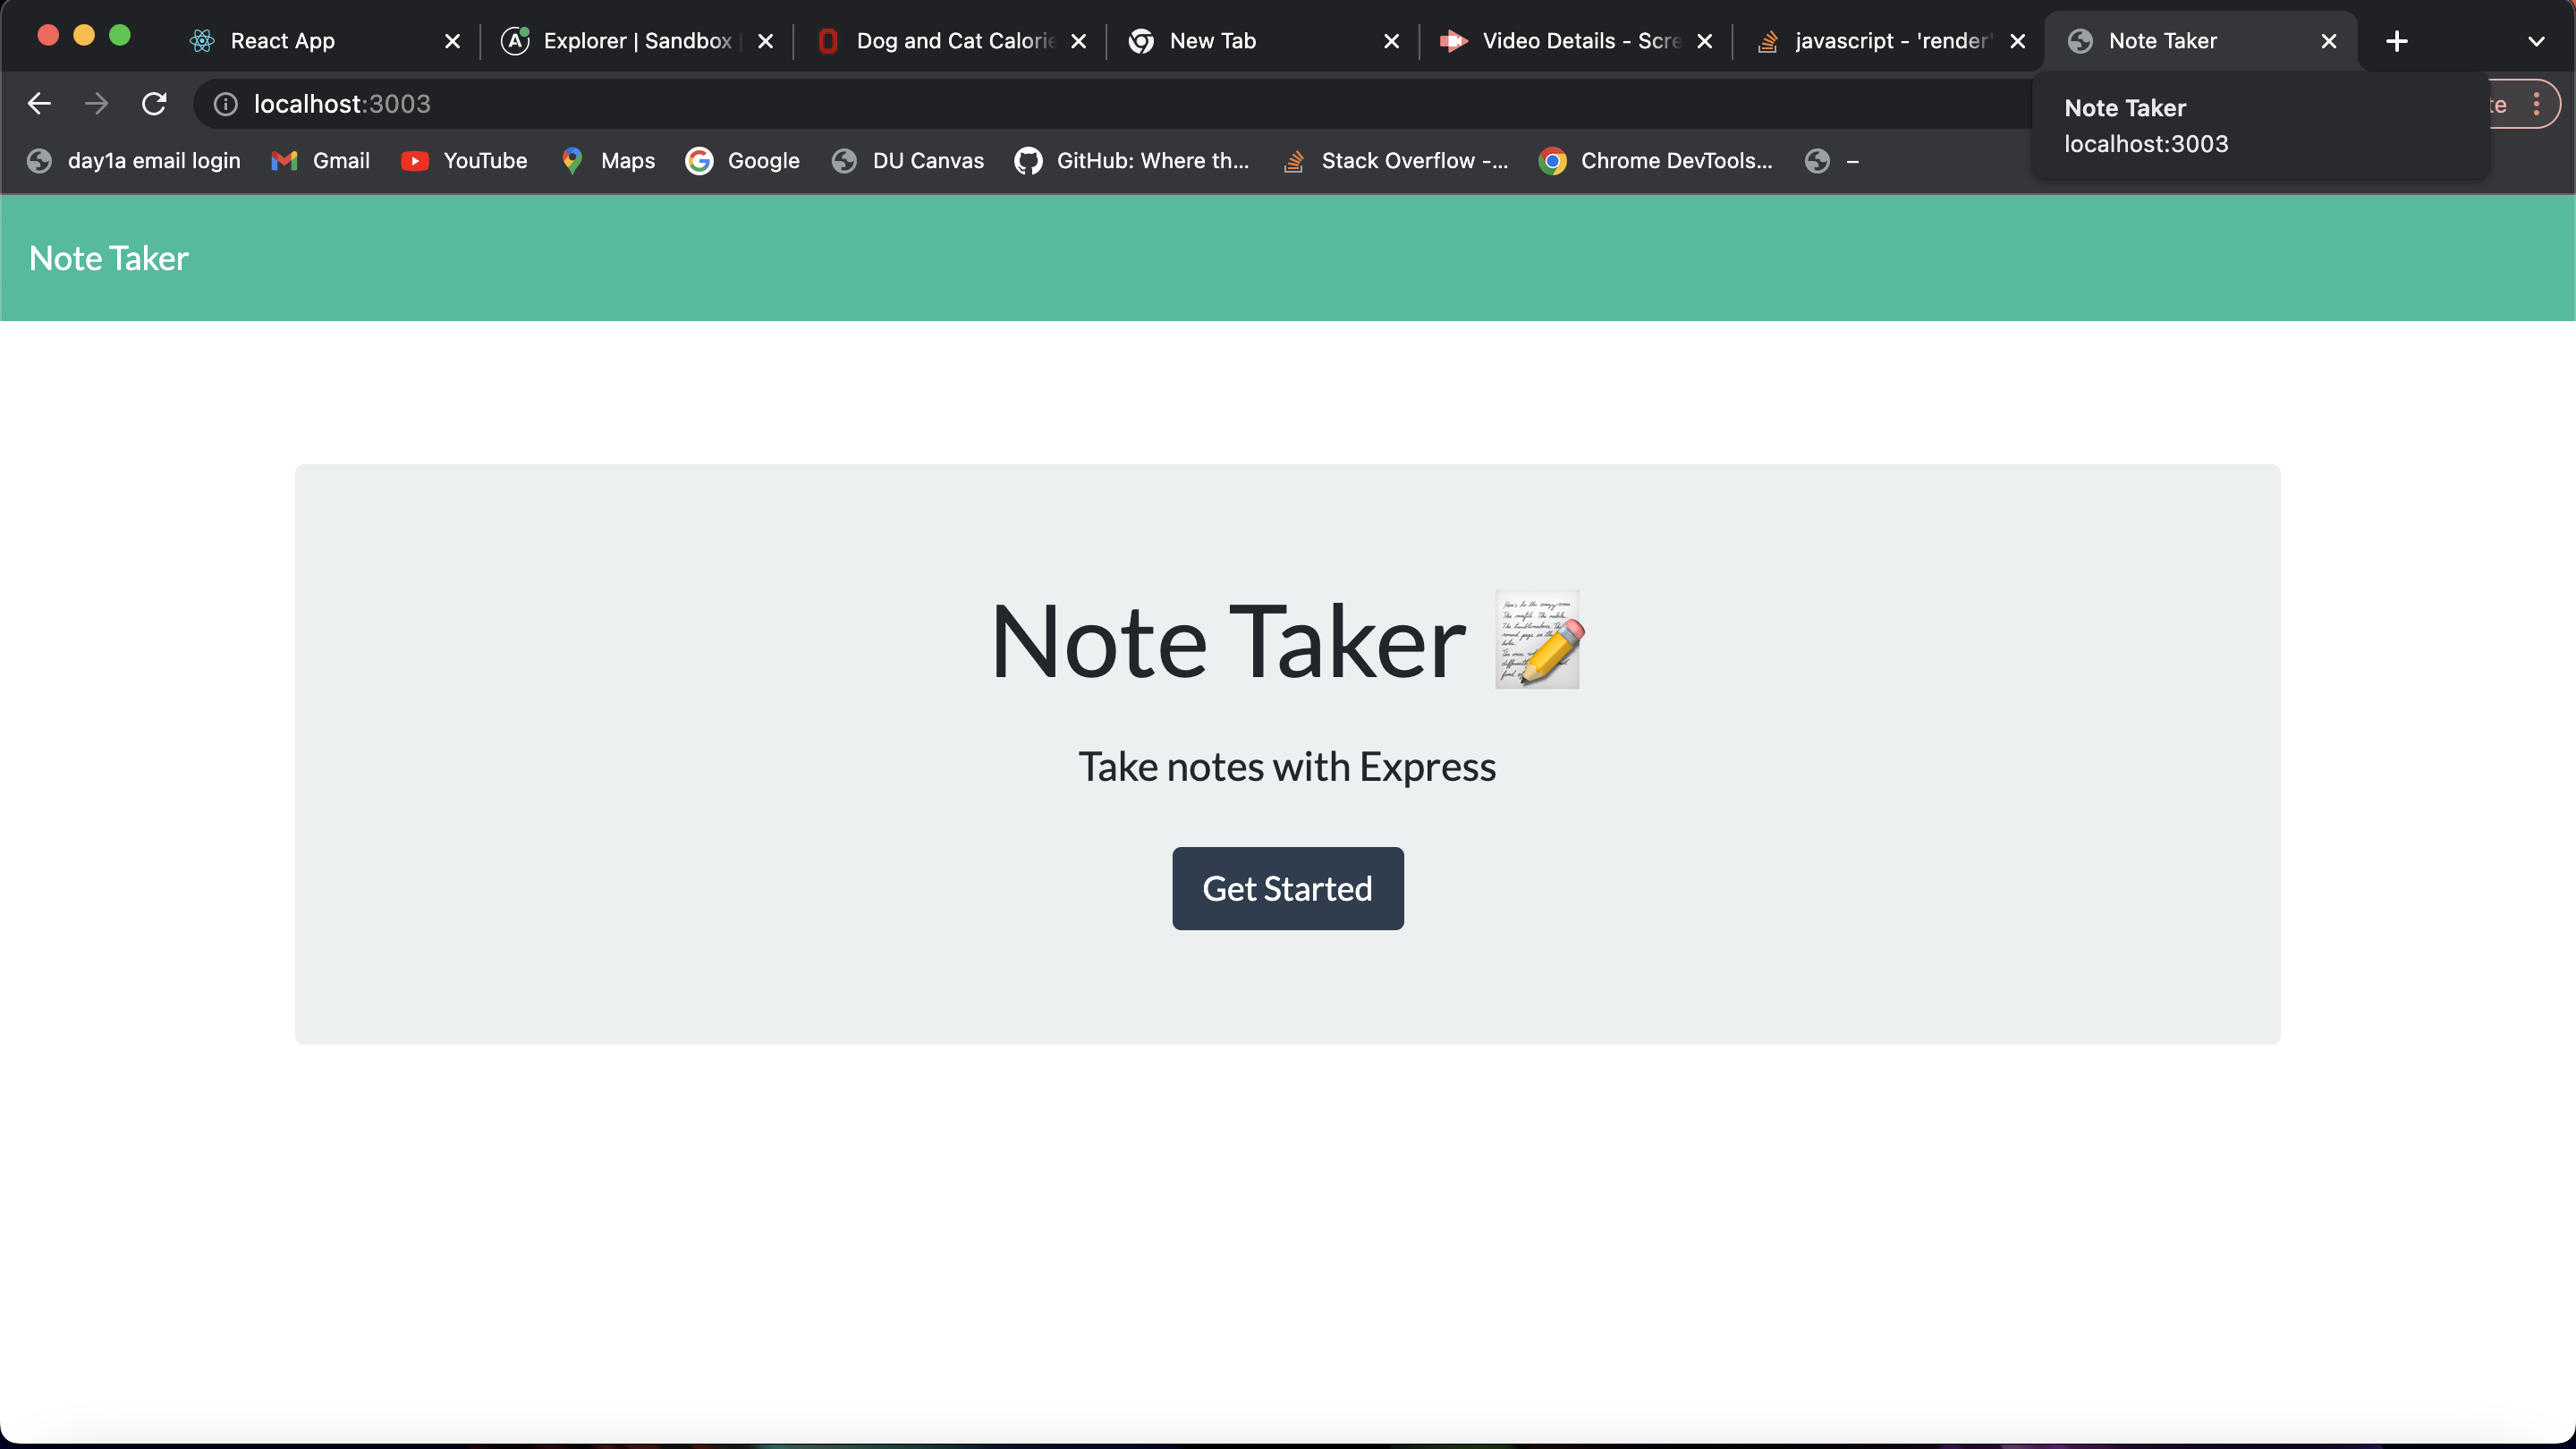 React App
Explorer | Sandbox
Dog and Cat Calorie
New Tab
Video Details - Scre
javascript - 'render'
Note Taker
localhost:3003
Note Taker
localhost:3003
day1a email login
Gmail
YouTube
Maps
Google
DU Canvas
GitHub: Where th...
Stack Overflow -...
Chrome DevTools...
–
Note Taker
Note Taker
Take notes with Express
Get Started